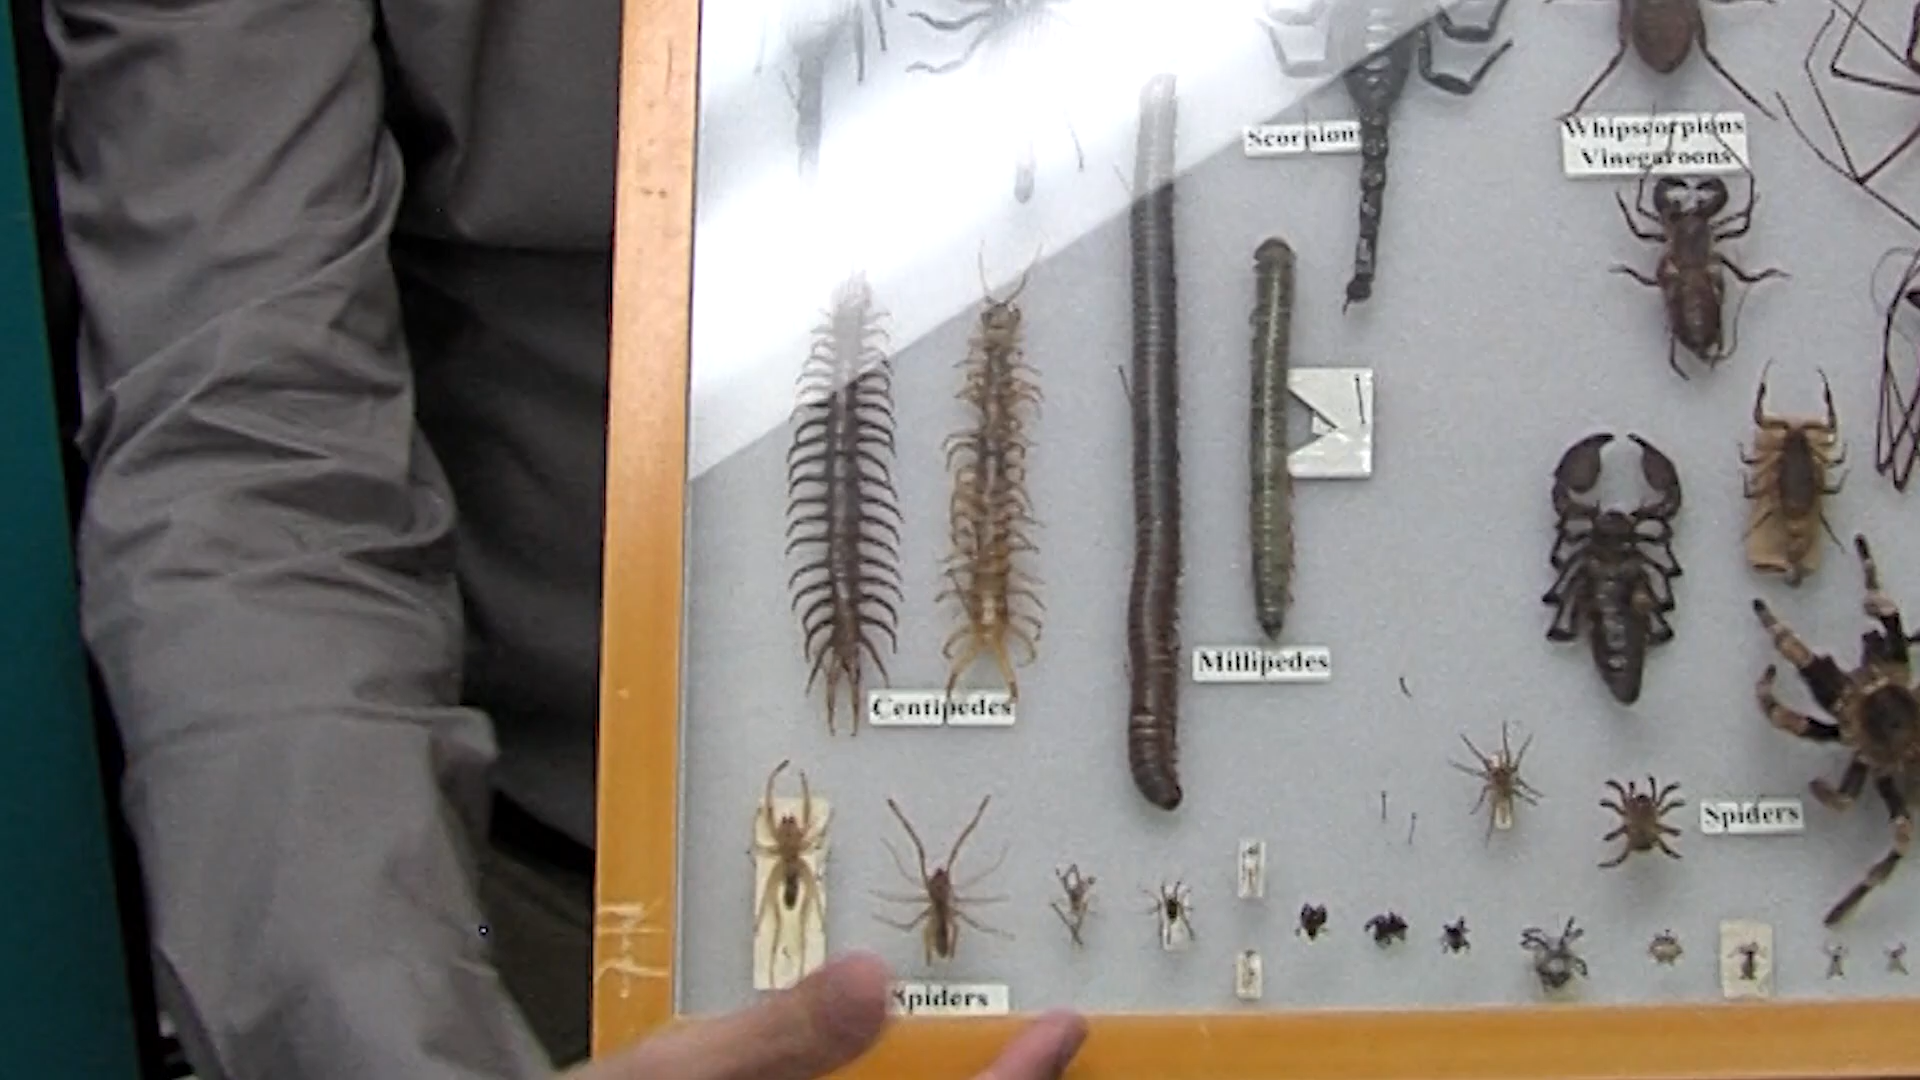 Scorpions
Whipscorpions
Vinegaroons
Millipedes
Centipedes
Spiders
Spiders